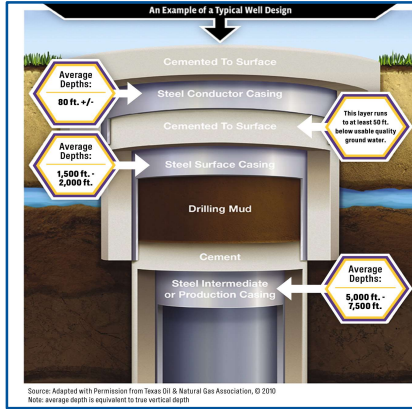 An Example of a Typical Well Design
Cemented To Surface
Average
Depths:
80 ft. +/-
Steel Conductor Casing
Cemented To Surface
This layer runs
to at least 50 ft.
below usable quality
ground water.
Average
Depths:
1,500 ft. -
2,000 ft.
Steel Surface Casing
Drilling Mud
Cement
Steel Intermediate
or Production Casing
Average
Depths:
5,000 ft. -
7,500 ft.
Source: Adapted with Permission from Texas Oil & Natural Gas Association, © 2010
Note: average depth is equivalent to true vertical depth